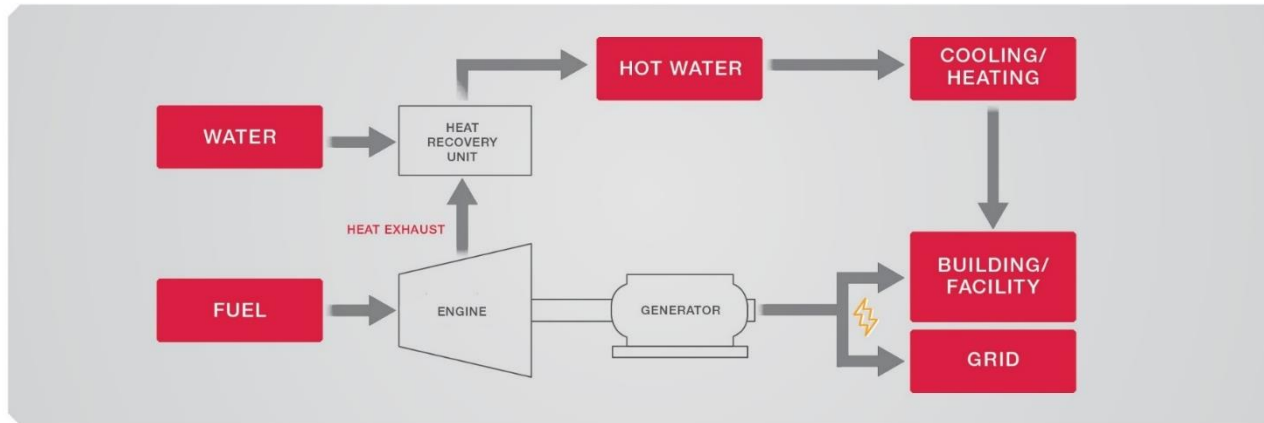 HOT WATER
COOLING/
HEATING
WATER
HEAT
RECOVERY
UNIT
HEAT EXHAUST
BUILDING/
FACILITY
FUEL
ENGINE
GENERATOR
GRID